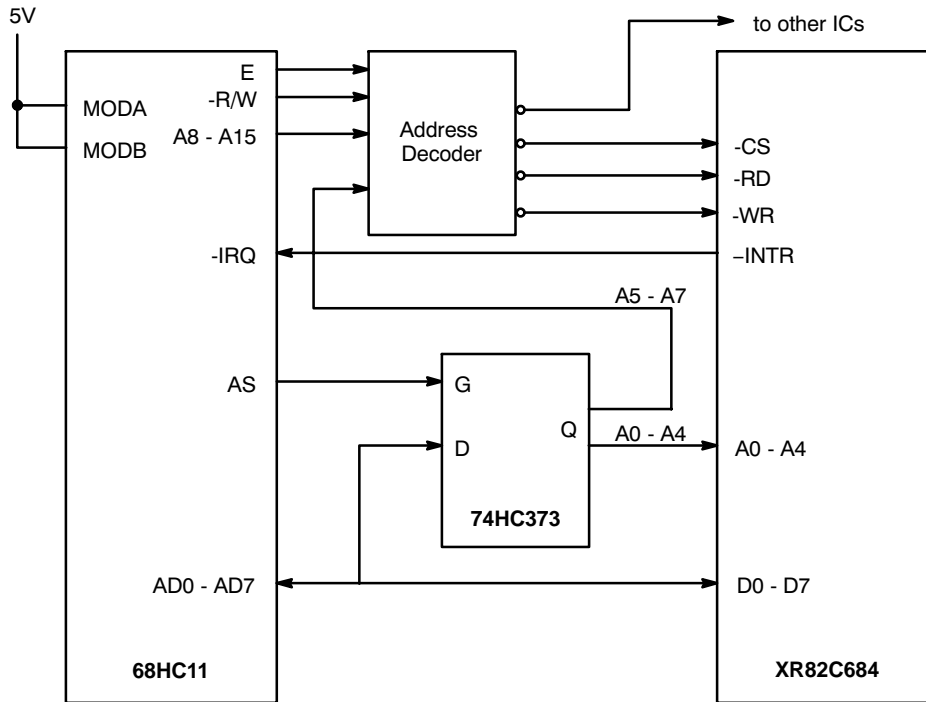 5V
MODA
MODB
E
-R/W
A8 - A15
-IRQ
AS
AD0 - AD7
68HC11
Address
Decoder
to other ICs
-CS
-RD
-WR
–INTR
A5 - A7
G
D
Q
A0 - A4
74HC373
A0 - A4
D0 - D7
XR82C684